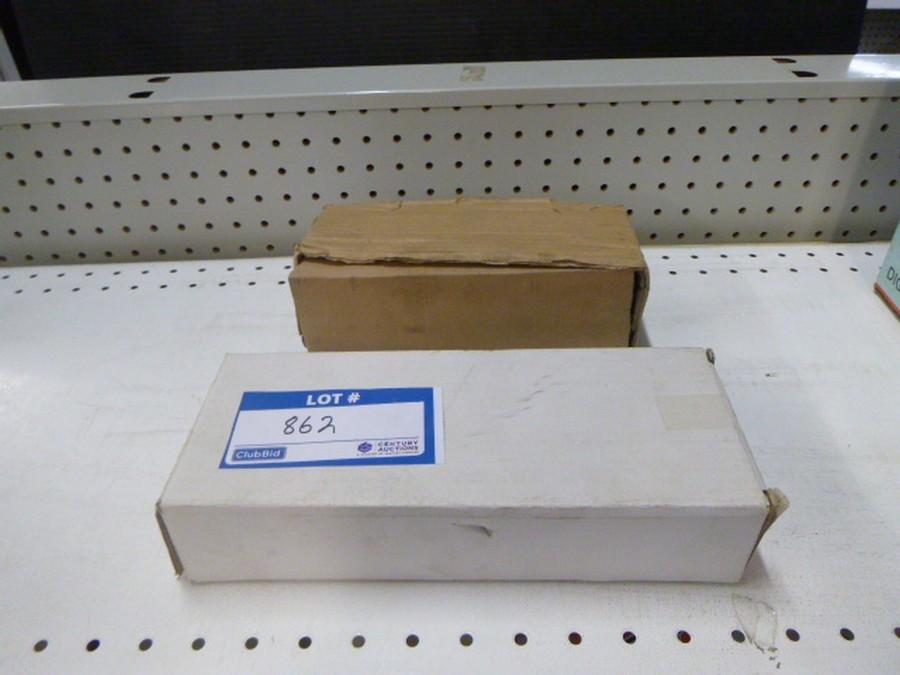 LOT #
862
ClubBid
CENTURY
AUCTIONS